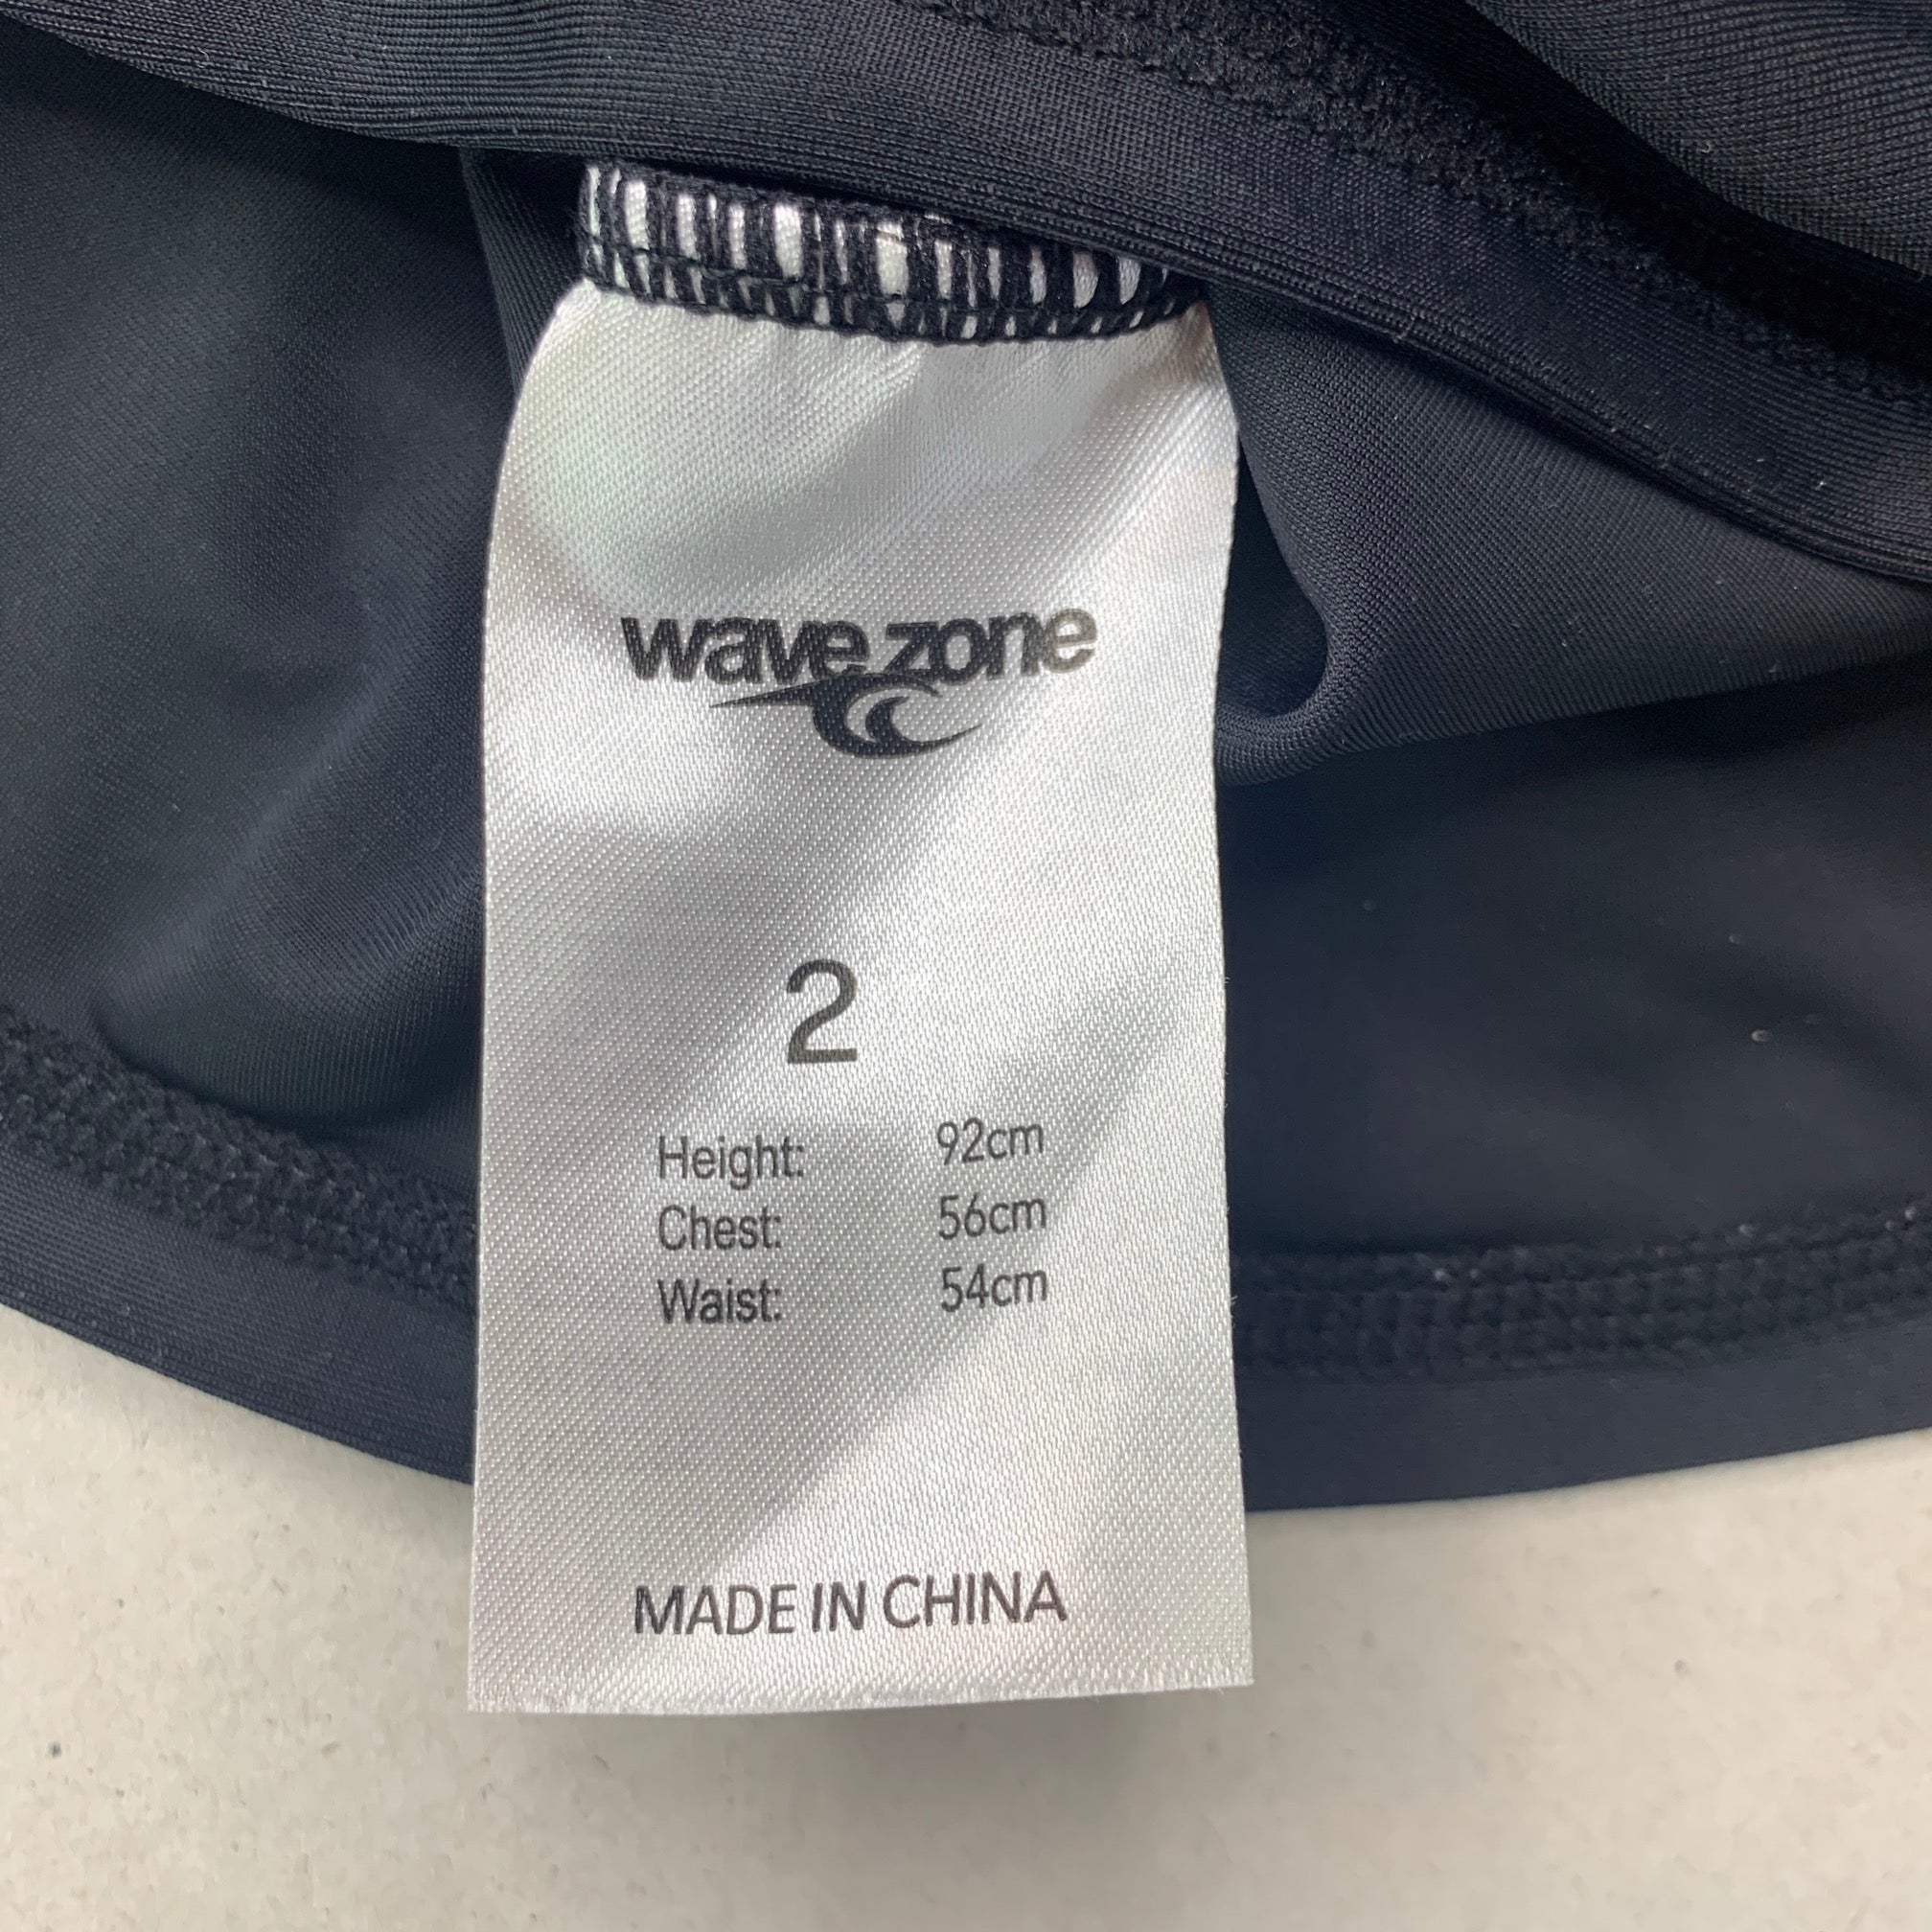 wave zone
2
Height: 92cm
Chest: 56cm
Waist: 54cm
MADE IN CHINA